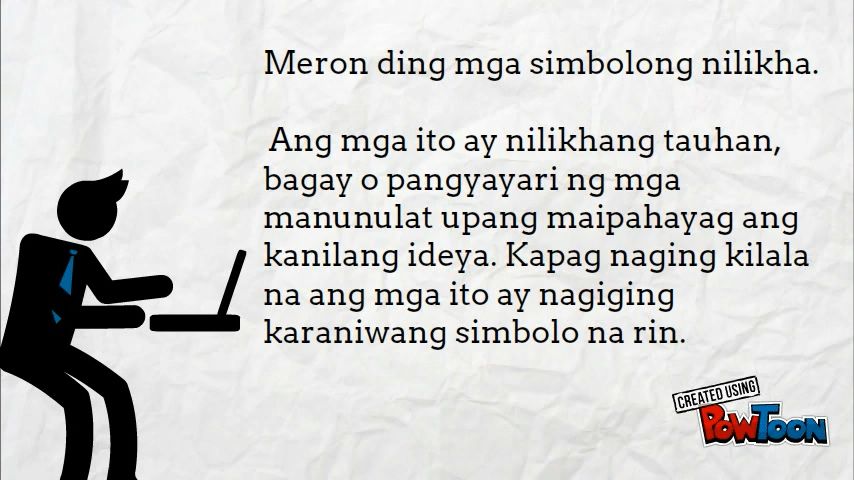 Meron ding mga simbolong nilikha.
Ang mga ito ay nilikhang tauhan,
bagay o pangyayari ng mga
manunulat upang maipahayag ang
kanilang ideya. Kapag naging kilala
na ang mga ito ay nagiging
karaniwang simbolo na rin.
CREATED USING
POWTOON